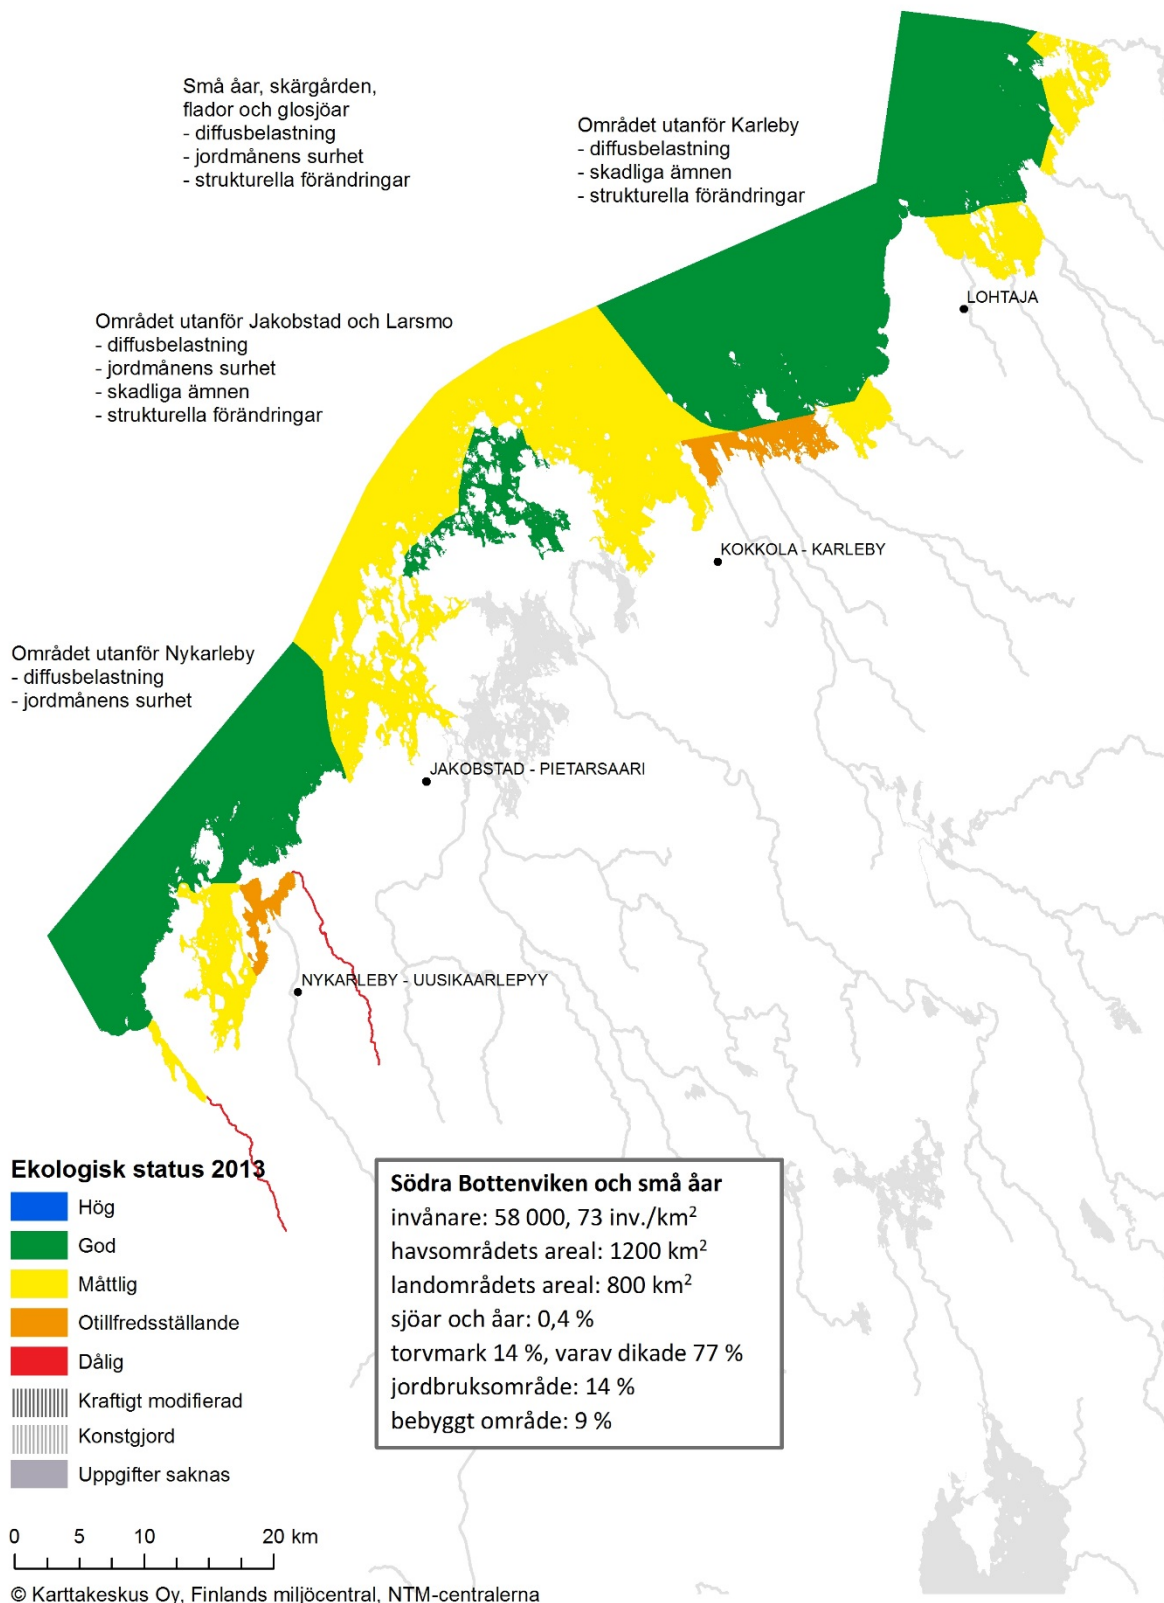 Små åar, skärgården,
flador och glosjöar
- diffusbelastning
- jordmånens surhet
- strukturella förändringar
Området utanför Karleby
- diffusbelastning
- skadliga ämnen
- strukturella förändringar
LOHTAJA
Området utanför Jakobstad och Larsmo
- diffusbelastning
- jordmånens surhet
- skadliga ämnen
- strukturella förändringar
KOKKOLA - KARLEBY
Området utanför Nykarleby
- diffusbelastning
- jordmånens surhet
JAKOBSTAD - PIETARSAARI
NYKARLEBY - UUSIKAARLEPYY
Ekologisk status 2013
Hög
God
Måttlig
Otillfredsställande
Dålig
Kraftigt modifierad
Konstgjord
Uppgifter saknas
Södra Bottenviken och små åar
invånare: 58 000, 73 inv./km²
havsområdets areal: 1200 km²
landområdets areal: 800 km²
sjöar och åar: 0,4 %
torvmark 14 %, varav dikade 77 %
jordbruksområde: 14 %
bebyggt område: 9 %
0 5 10 20 km
© Karttakeskus Oy, Finlands miljöcentral, NTM-centralerna